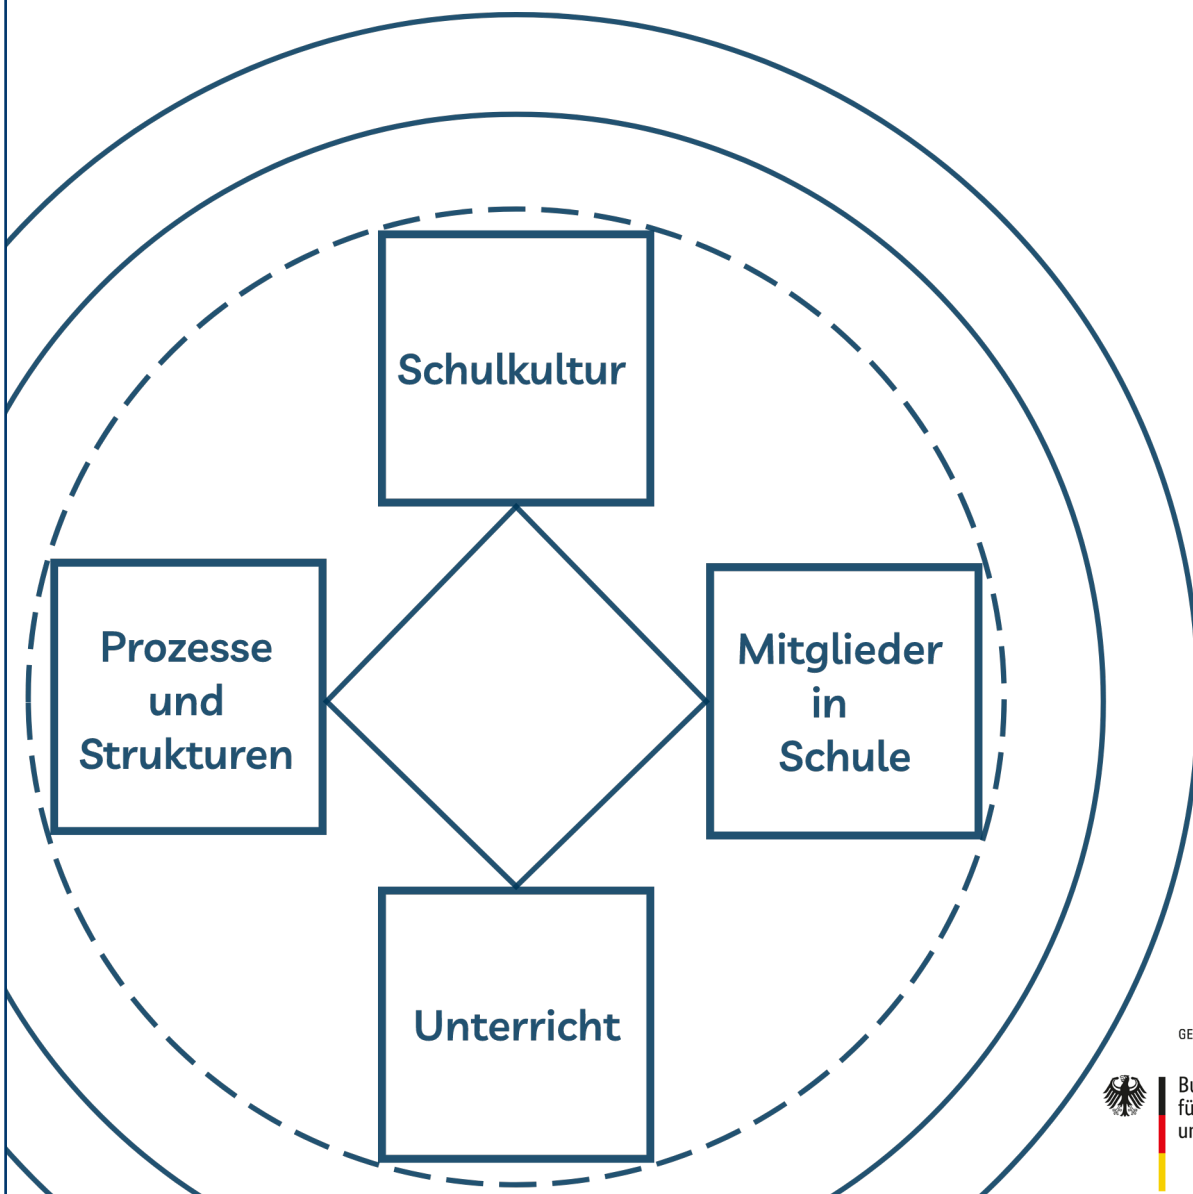 Schulkultur
Prozesse
und
Strukturen
Mitglieder
in
Schule
Unterricht